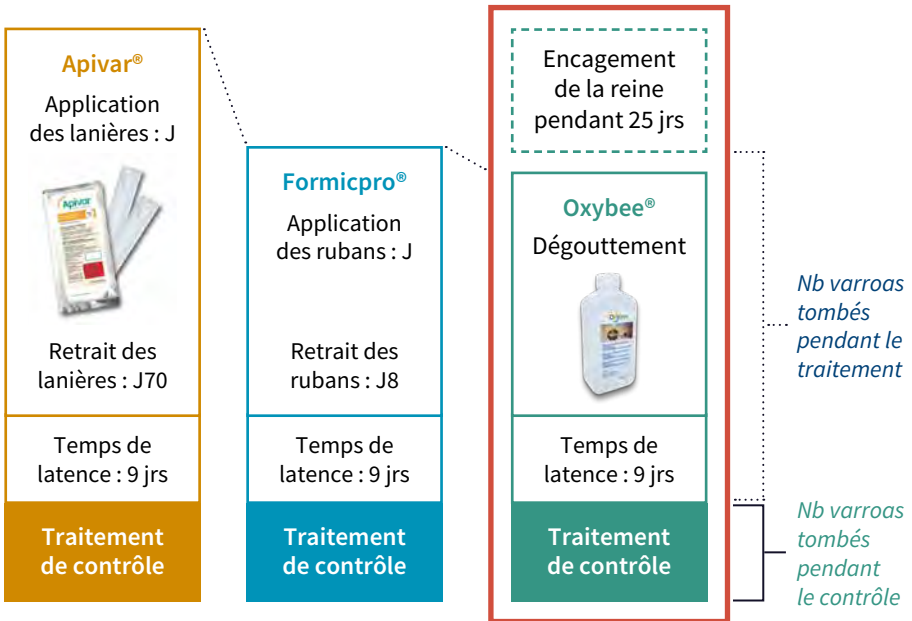 Apivar®
Application
des lanières : J
Apivar
Retrait des
lanières : J70
Temps de
latence : 9 jrs
Traitement
de contrôle
Formicpro®
Application
des rubans : J
Retrait des
rubans : J8
Temps de
latence : 9 jrs
Traitement
de contrôle
Encagement
de la reine
pendant 25 jrs
Oxybee®
Dégouttement
Oxybee
Temps de
latence : 9 jrs
Traitement
de contrôle
Nb varroas
tombés
pendant le
traitement
Nb varroas
tombés
pendant
le contrôle